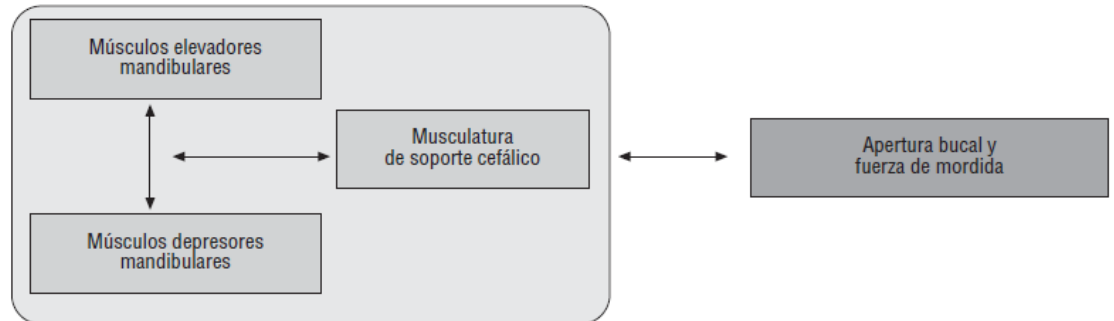 Músculos elevadores
mandibulares
Musculatura
de soporte cefálico
Apertura bucal y
fuerza de mordida
Músculos depresores
mandibulares